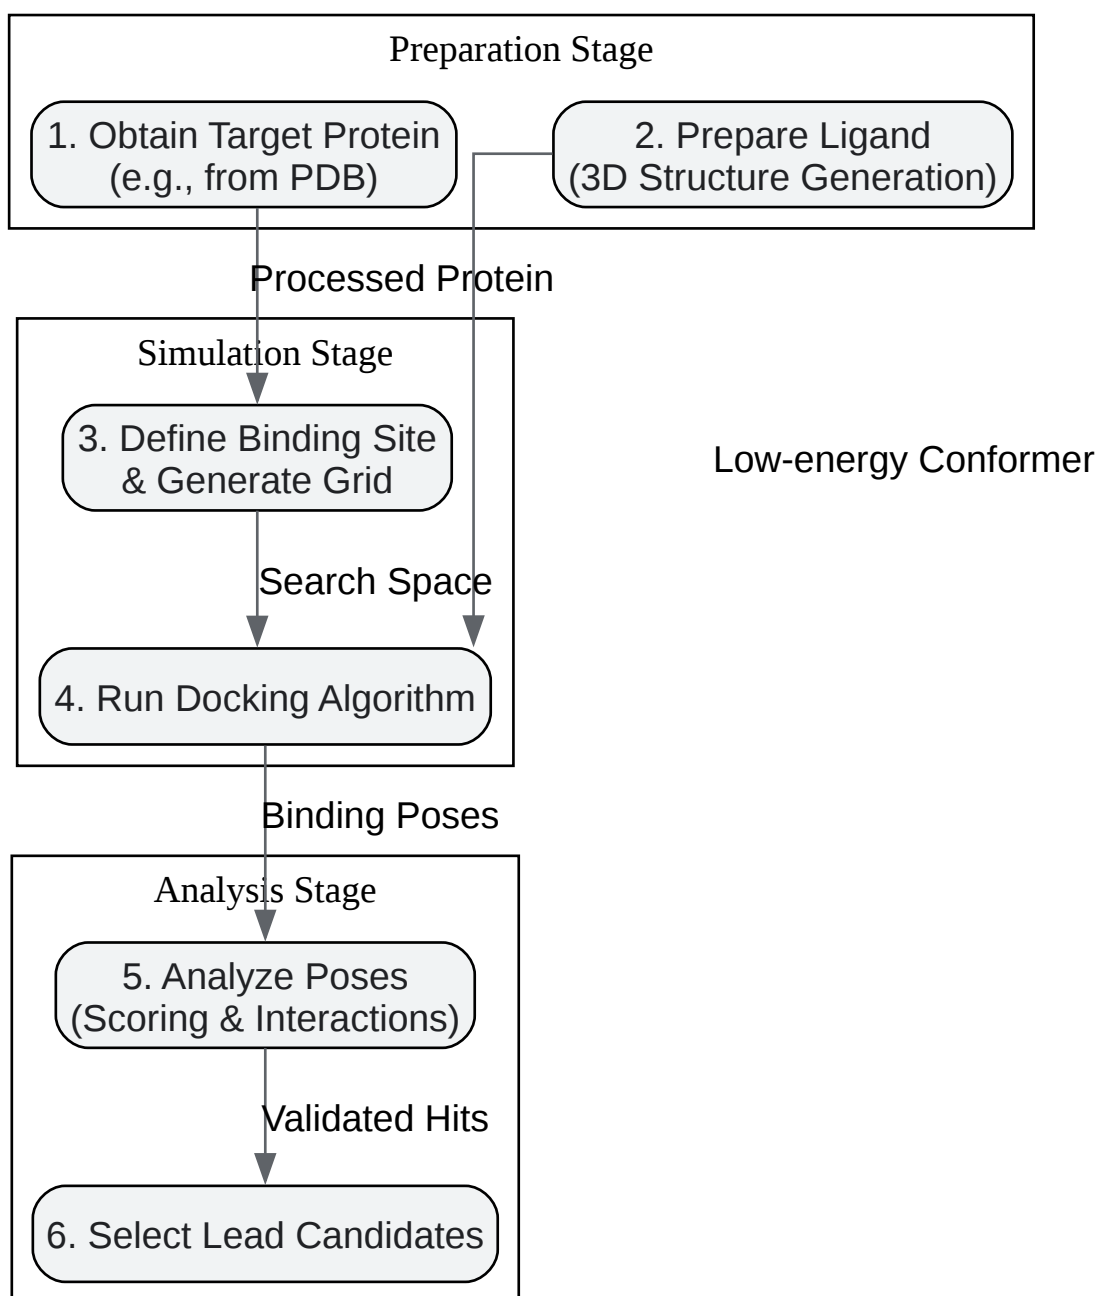 Preparation Stage
1. Obtain Target Protein
(e.g., from PDB)
2. Prepare Ligand
(3D Structure Generation)
Processed Protein
Simulation Stage
3. Define Binding Site
& Generate Grid
Low-energy Conformer
Search Space
4. Run Docking Algorithm
Binding Poses
Analysis Stage
5. Analyze Poses
(Scoring & Interactions)
Validated Hits
6. Select Lead Candidates